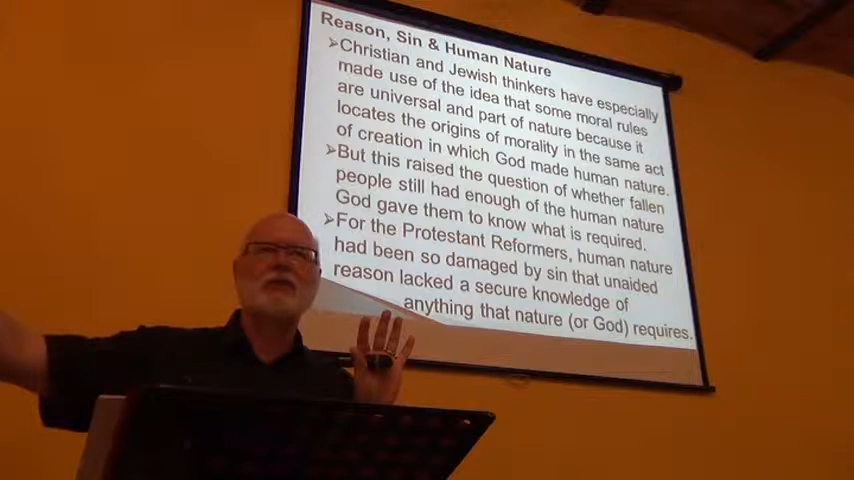 Reason, Sin & Human Nature
➢Christian and Jewish thinkers have especially
made use of the idea that some moral rules
are universal and part of nature because it
locates the origins of morality in the same act
of creation in which God made human nature.
➢But this raised the question of whether fallen
people still had enough of the human nature
God gave them to know what is required.
➢For the Protestant Reformers, human nature
had been so damaged by sin that unaided
reason lacked a secure knowledge of
anything that nature (or God) requires.